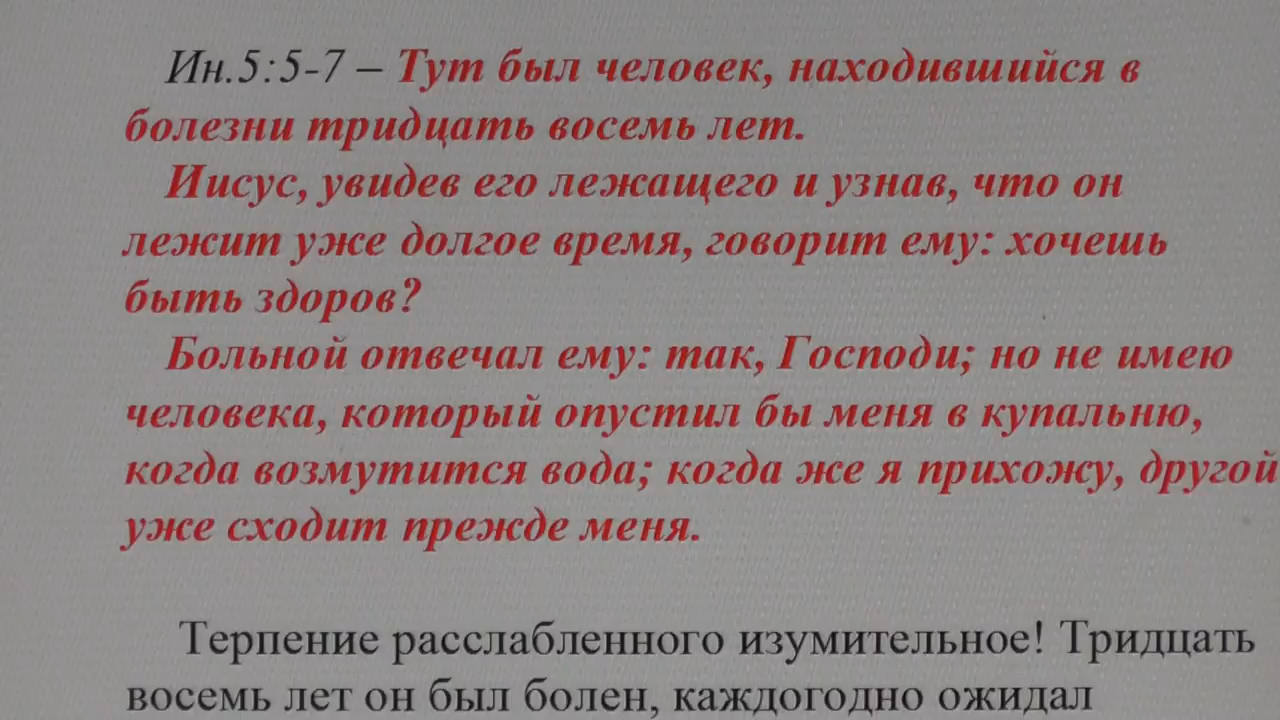 Ин.5:5-7 – Тут был человек, находившийся в
болезни тридцать восемь лет.
Иисус, увидев его лежащего и узнав, что он
лежит уже долгое время, говорит ему: хочешь
быть здоров?
Больной отвечал ему: так, Господи; но не имею
человека, который опустил бы меня в купальню,
когда возмутится вода; когда же я прихожу, другой
уже сходит прежде меня.
Терпение расслабленного изумительное! Тридцать
восемь лет он был болен, каждогодно ожидал